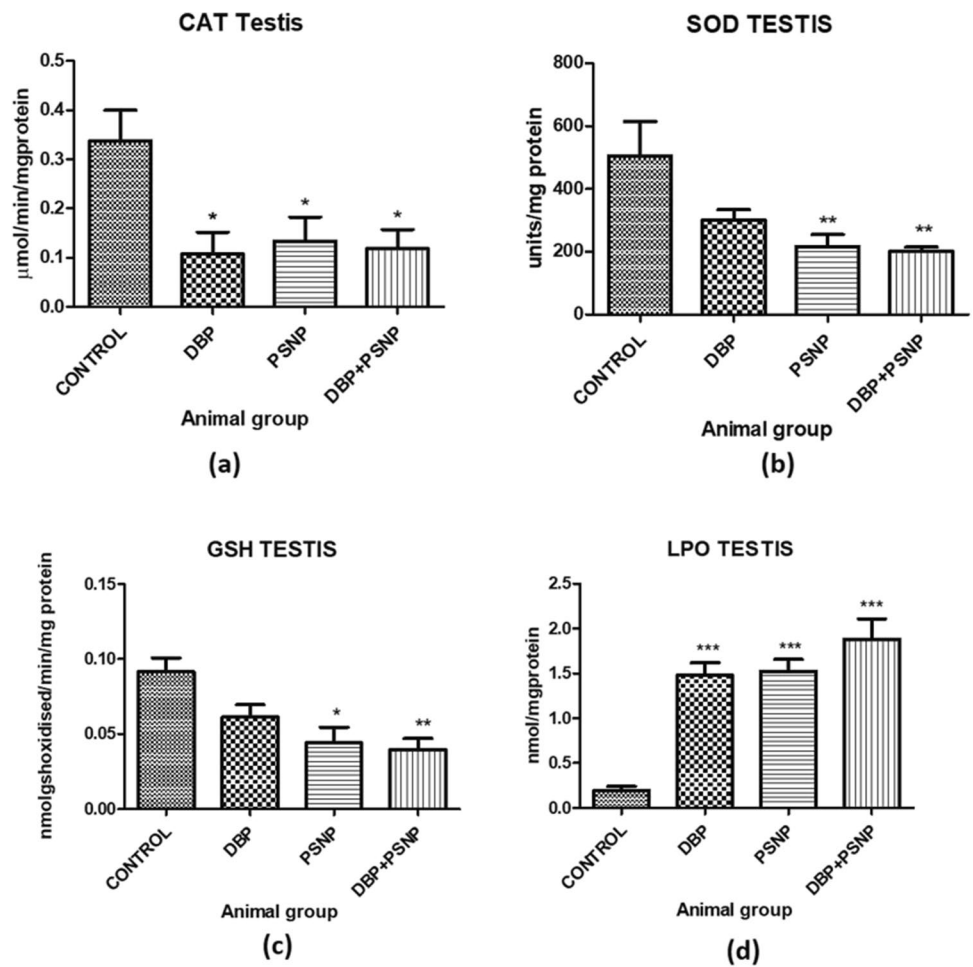 CAT Testis
μmol/min/mgprotein
0.5
0.4
0.3
0.2
0.1
0.0
*
*
*
CONTROL
DBP
PSNP
DBP+PSNP
Animal group
(a)
SOD TESTIS
units/mg protein
800
600
400
200
0
**
**
CONTROL
DBP
PSNP
DBP+PSNP
Animal group
(b)
GSH TESTIS
nmolgshoxidised/min/mg protein
0.15
0.10
0.05
0.00
*
**
CONTROL
DBP
PSNP
DBP+PSNP
Animal group
(c)
LPO TESTIS
nmol/mgprotein
2.5
2.0
1.5
1.0
0.5
0.0
***
***
***
CONTROL
DBP
PSNP
DBP+PSNP
Animal group
(d)